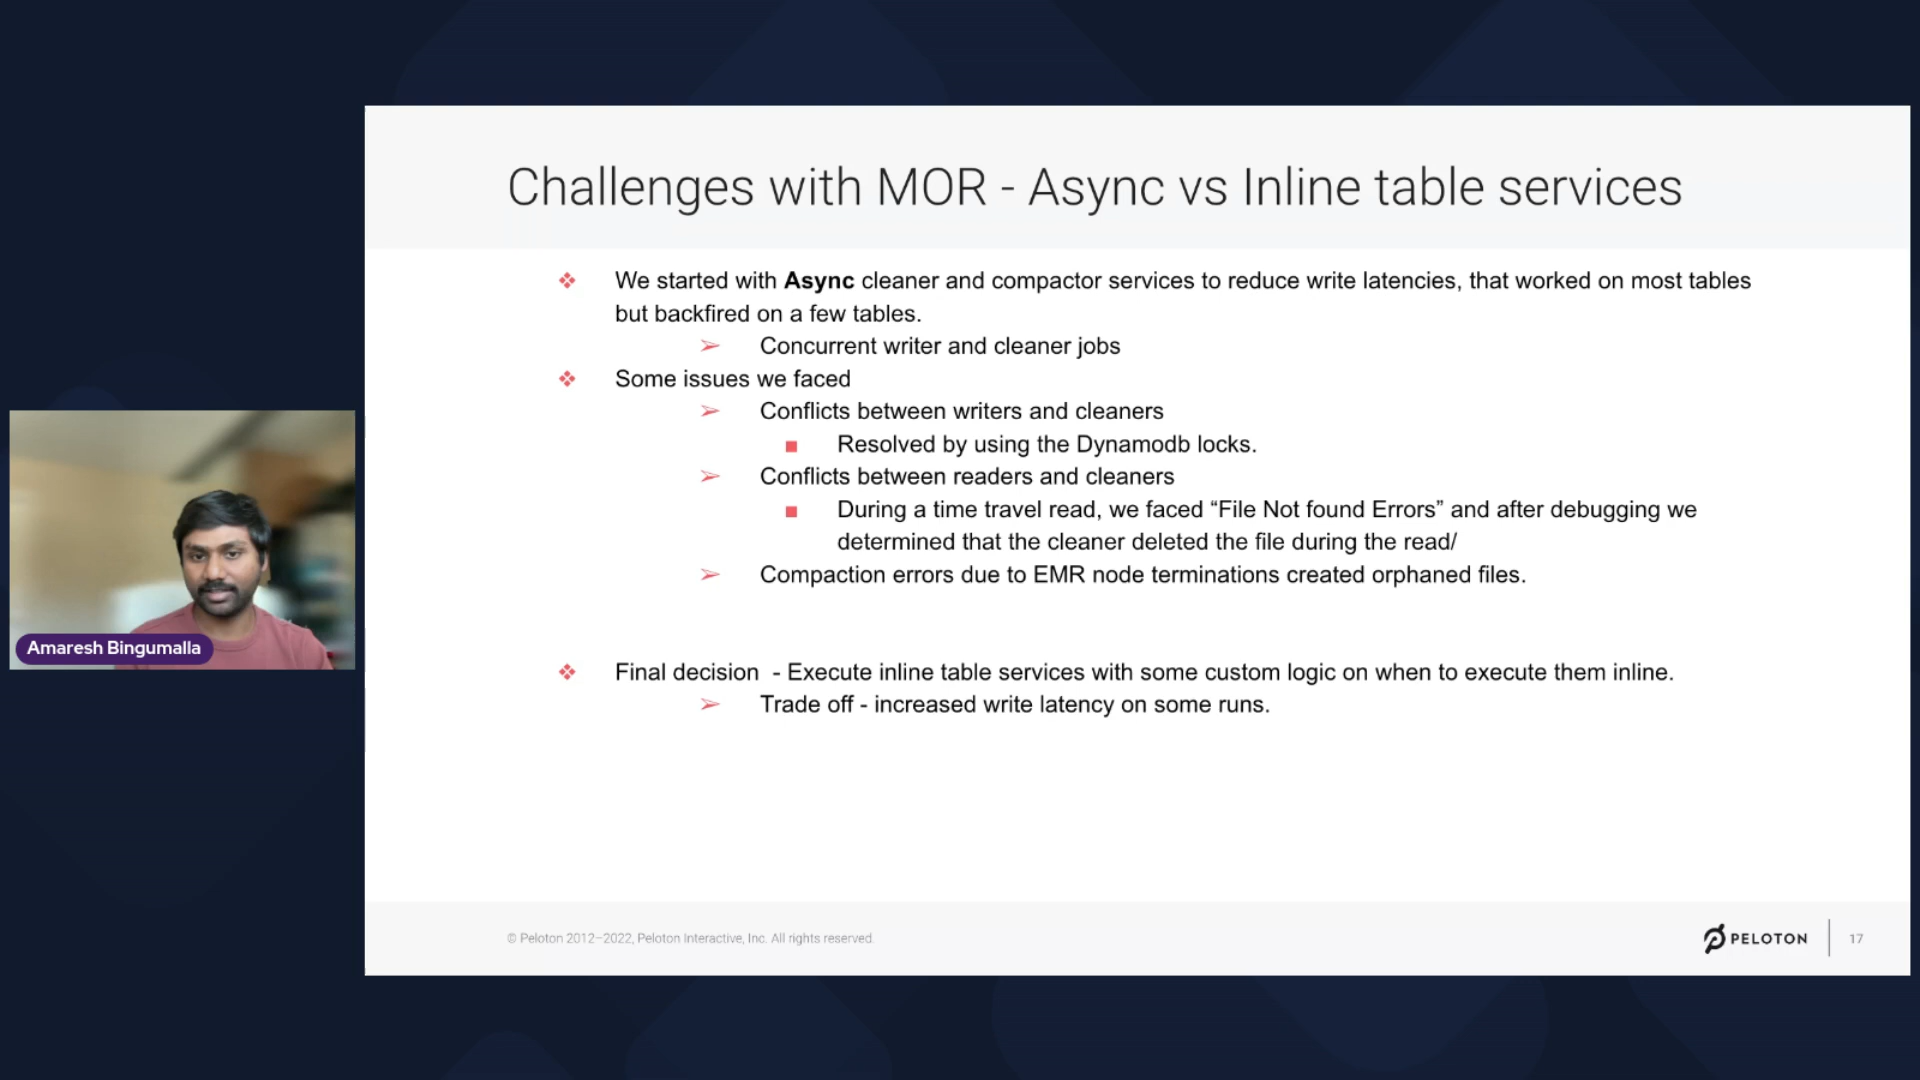 Challenges with MOR - Async vs Inline table services
We started with Async cleaner and compactor services to reduce write latencies, that worked on most tables
but backfired on a few tables.
Concurrent writer and cleaner jobs
Some issues we faced
Conflicts between writers and cleaners
Resolved by using the Dynamodb locks.
Conflicts between readers and cleaners
During a time travel read, we faced “File Not found Errors” and after debugging we
determined that the cleaner deleted the file during the read/
Compaction errors due to EMR node terminations created orphaned files.
Final decision - Execute inline table services with some custom logic on when to execute them inline.
Trade off - increased write latency on some runs.
Amaresh Bingumalla
© Peloton 2012–2022, Peloton Interactive, Inc. All rights reserved.
PELOTON
17